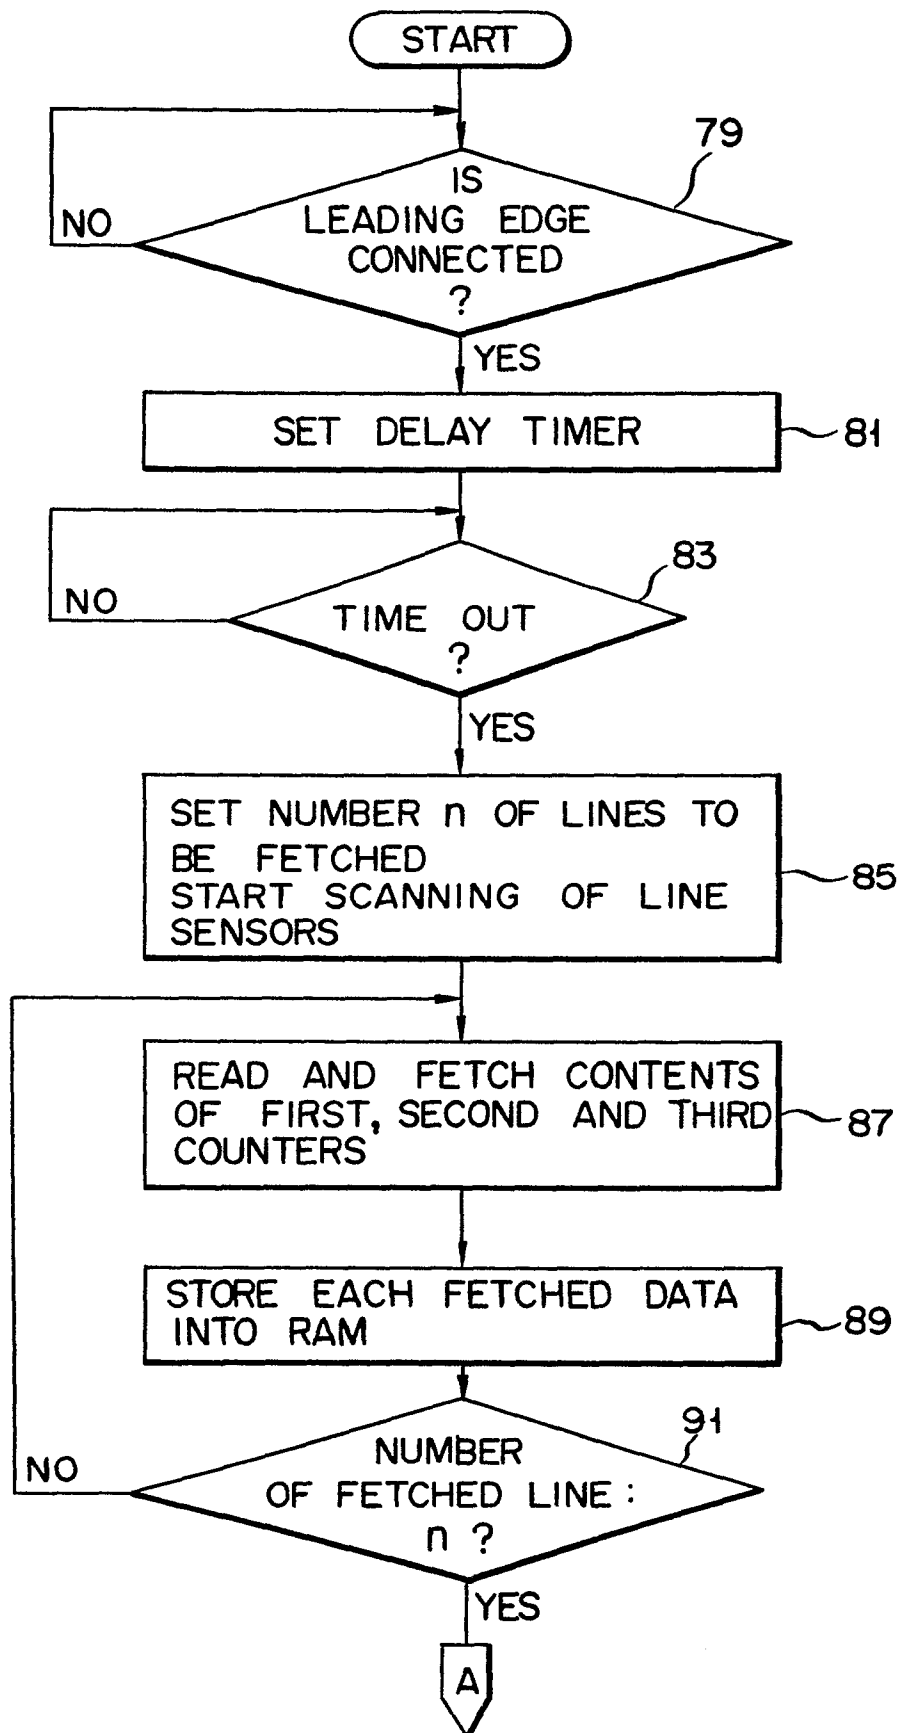 START
79
IS
LEADING EDGE
CONNECTED
?
NO
YES
SET DELAY TIMER
81
83
TIME OUT
?
NO
YES
SET NUMBER n OF LINES TO
BE FETCHED
START SCANNING OF LINE
SENSORS
85
READ AND FETCH CONTENTS
OF FIRST, SECOND AND THIRD
COUNTERS
87
STORE EACH FETCHED DATA
INTO RAM
89
91
NUMBER
OF FETCHED LINE :
n ?
NO
YES
A